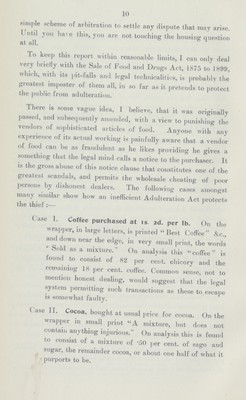 10
simple scheme of arbitration to settle any dispute that may arise.
Until you have this, you are not touching the housing question
at all.
To keep this report within reasonable limits, I can only deal
very briefly with the Sale of Food and Drugs Act, 1875 to 1899,
which, with its pit-falls and legal technicalities, is probably the
greatest imposter of them all, in so far as it pretends to protect
the public from adulteration.
There is some vague idea, I believe, that it was originally
passed, and subsequently amended, with a view to punishing the
vendors of sophisticated articles of food. Anyone with any
experience of its actual working is painfully aware that a vendor
of food can be as fraudulent as he likes providing he gives a
something that the legal mind calls a notice to the purchaser. It
is the gross abuse of this notice clause that constitutes one of the
greatest scandals, and permits the wholesale cheating of poor
persons by dishonest dealers. The following cases amongst
many similar show how an inefficient Adulteration Act protects
the thief :—
Case I. Coffee purchased at 1s. ad. per lb. On the
wrapper, in large letters, is printed "Best Coffee" &c.,
and down near the edge, in very small print, the words
"Sold as a mixture." On analysis this "coffee" is
found to consist of 82 per cent. chicory and the
remaining 18 per cent. coffee. Common sense, not to
mention honest dealing, would suggest that the legal
system permitting such transactions as these to escape
is somewhat faulty.
Case II. Cocoa, bought at usual price for cocoa. On the
wrapper in small print "A mixture, but does not
contain anything injurious." On analysis this is found
to consist of a mixture of 50 per cent. of sago and
sugar, the remainder cocoa, or about one half of what it
purports to be.